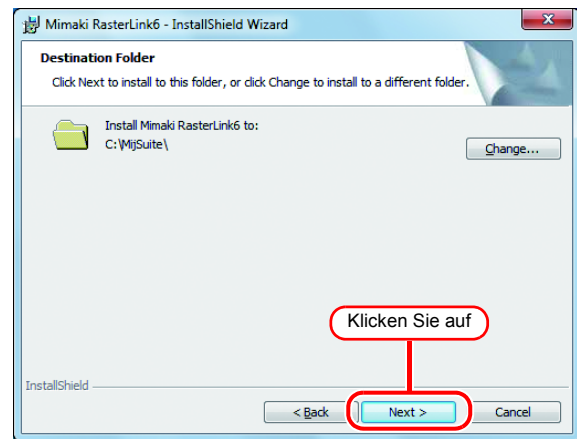 Mimaki RasterLink6 - InstallShield Wizard
Destination Folder
Click Next to install to this folder, or click Change to install to a different folder.
Install Mimaki RasterLink6 to:
C:\MijSuite\
Change...
Klicken Sie auf
InstallShield
< Back
Next >
Cancel